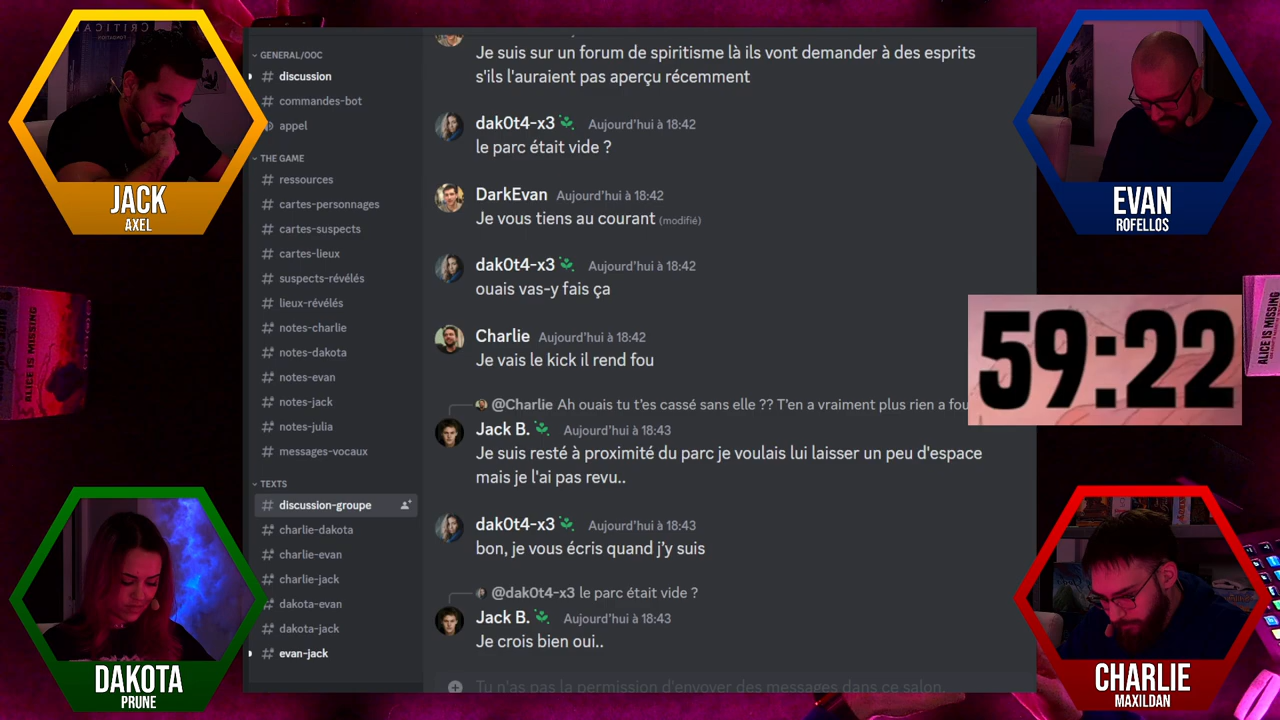 CRITICAL
FONDATION
JACK
AXEL
EVAN
ROFELLOS
DAKOTA
PRUNE
CHARLIE
MAXILDAN
59:22
ALICE IS MISSING
ALICE IS MISSING
GENERAL/OOC
# discussion
# commandes-bot
appel
THE GAME
# ressources
# cartes-personnages
# cartes-suspects
# cartes-lieux
# suspects-révélés
# lieux-révélés
# notes-charlie
# notes-dakota
# notes-evan
# notes-jack
# notes-julia
# messages-vocaux
TEXTS
# discussion-groupe
# charlie-dakota
# charlie-evan
# charlie-jack
# dakota-evan
# dakota-jack
# evan-jack
Je suis sur un forum de spiritisme là ils vont demander à des esprits
s'ils l'auraient pas aperçu récemment
dak0t4-x3 Aujourd'hui à 18:42
le parc était vide ?
DarkEvan Aujourd'hui à 18:42
Je vous tiens au courant (modifié)
dak0t4-x3 Aujourd'hui à 18:42
ouais vas-y fais ça
Charlie Aujourd'hui à 18:42
Je vais le kick il rend fou
@Charlie Ah ouais tu t'es cassé sans elle ?? T'en a vraiment plus rien a fou
Jack B. Aujourd'hui à 18:43
Je suis resté à proximité du parc je voulais lui laisser un peu d'espace
mais je l'ai pas revu..
dak0t4-x3 Aujourd'hui à 18:43
bon, je vous écris quand j'y suis
@dak0t4-x3 le parc était vide ?
Jack B. Aujourd'hui à 18:43
Je crois bien oui..
Tu n'as pas la permission d'envoyer des messages dans ce salon.